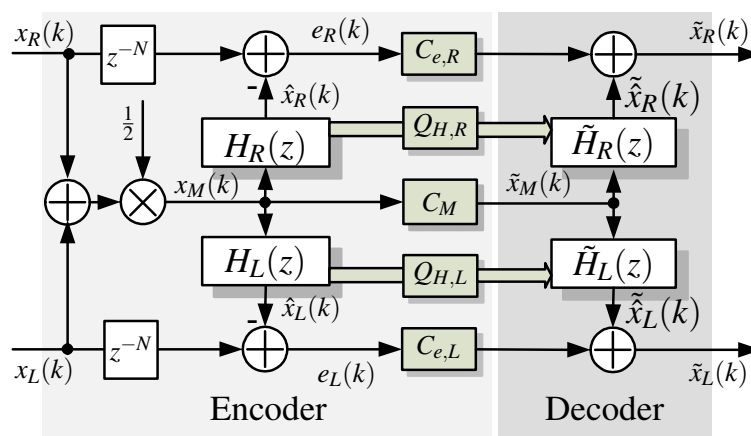 x_R(k) e_R(k) x̃_R(k)
z^{-N} C_{e,R}
- x̂_R(k) x̃̂_R(k)
1/2 Q_{H,R}
H_R(z) H̃_R(z)
x_M(k) C_M x̃_M(k)
H_L(z) H̃_L(z)
Q_{H,L}
- x̂_L(k) x̃̂_L(k)
z^{-N} C_{e,L}
x_L(k) e_L(k) x̃_L(k)
Encoder Decoder